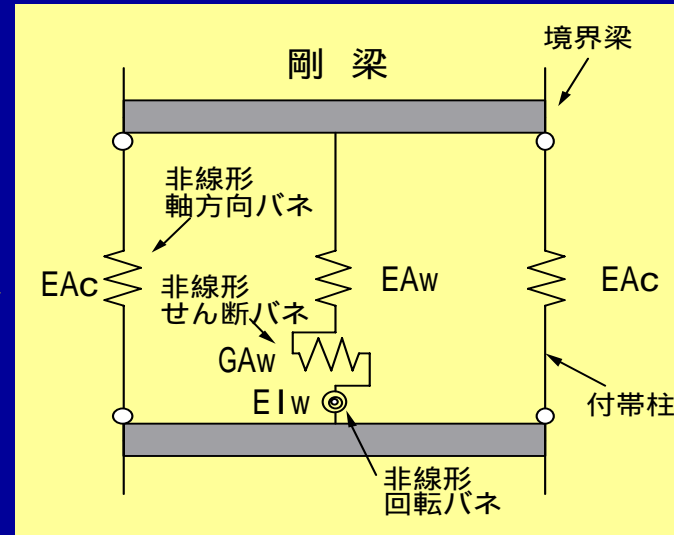 境界梁
剛 梁
非線形
軸方向バネ
EAc
非線形
せん断バネ
EAw
EAc
GAw
EIw
付帯柱
非線形
回転バネ